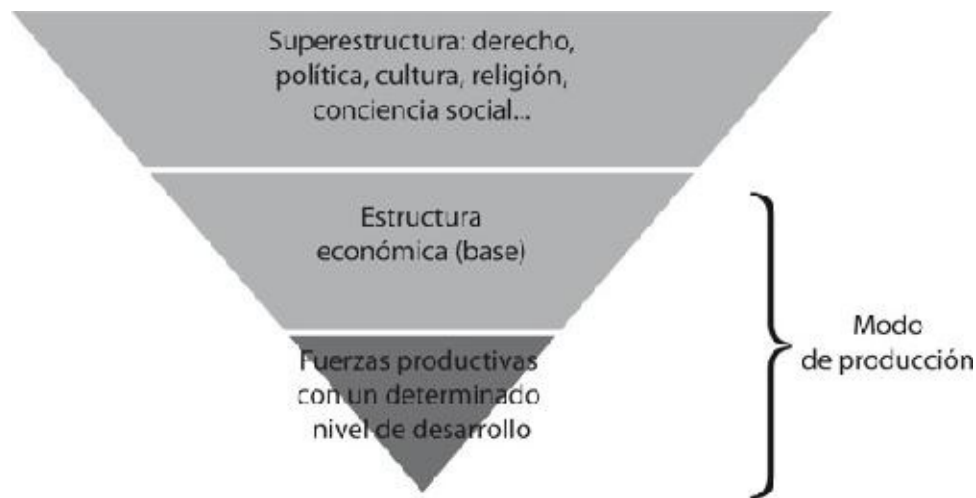 Superestructura: derecho,
política, cultura, religión,
conciencia social...
Estructura
económica (base)
Fuerzas productivas
con un determinado
nivel de desarrollo
Modo
de producción